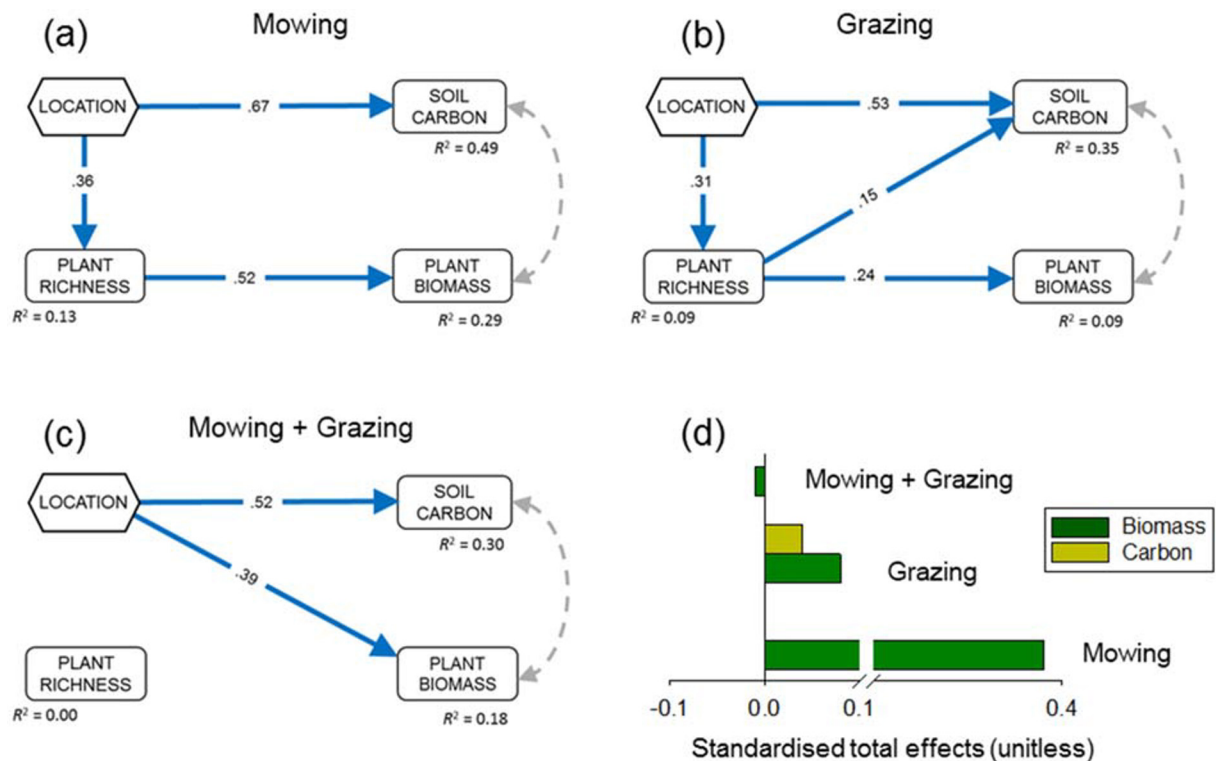 (a)
Mowing
LOCATION
.67
SOIL
CARBON
R² = 0.49
.36
PLANT
RICHNESS
R² = 0.13
.52
PLANT
BIOMASS
R² = 0.29
(b)
Grazing
LOCATION
.53
SOIL
CARBON
R² = 0.35
.31
.15
PLANT
RICHNESS
R² = 0.09
.24
PLANT
BIOMASS
R² = 0.09
(c)
Mowing + Grazing
LOCATION
.52
SOIL
CARBON
R² = 0.30
.39
PLANT
RICHNESS
R² = 0.00
PLANT
BIOMASS
R² = 0.18
(d)
Mowing + Grazing
Biomass
Carbon
Grazing
Mowing
-0.1 0.0 0.1 0.4
Standardised total effects (unitless)